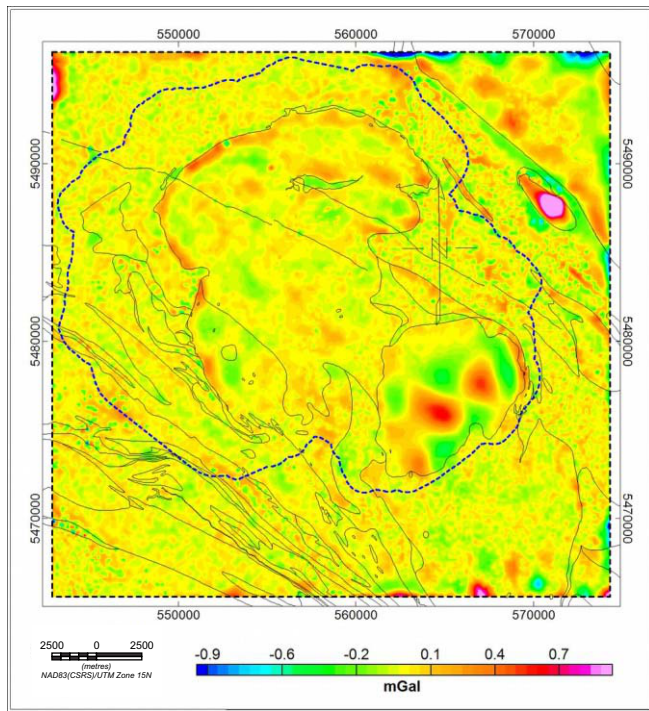 550000 560000 570000
5490000 5490000
5480000 5480000
5470000 5470000
550000 560000 570000
2500 0 2500
(metres)
NAD83(CSRS)/UTM Zone 15N
-0.9 -0.6 -0.2 0.1 0.4 0.7
mGal